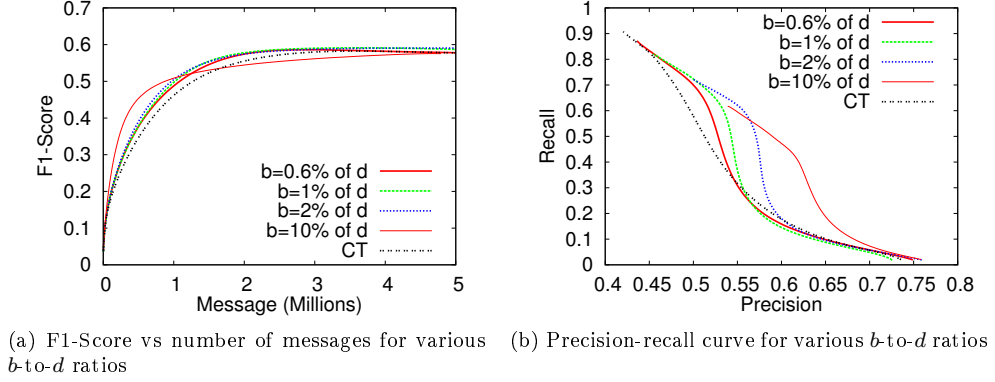 0.7
0.6
0.5
0.4
0.3
0.2
0.1
0
F1-Score
b=0.6% of d
b=1% of d
b=2% of d
b=10% of d
CT
0 1 2 3 4 5
Message (Millions)
1
0.9
0.8
0.7
0.6
0.5
0.4
0.3
0.2
0.1
0
Recall
b=0.6% of d
b=1% of d
b=2% of d
b=10% of d
CT
0.4 0.45 0.5 0.55 0.6 0.65 0.7 0.75 0.8
Precision
(a) F1-Score vs number of messages for various
b-to-d ratios
(b) Precision-recall curve for various b-to-d ratios